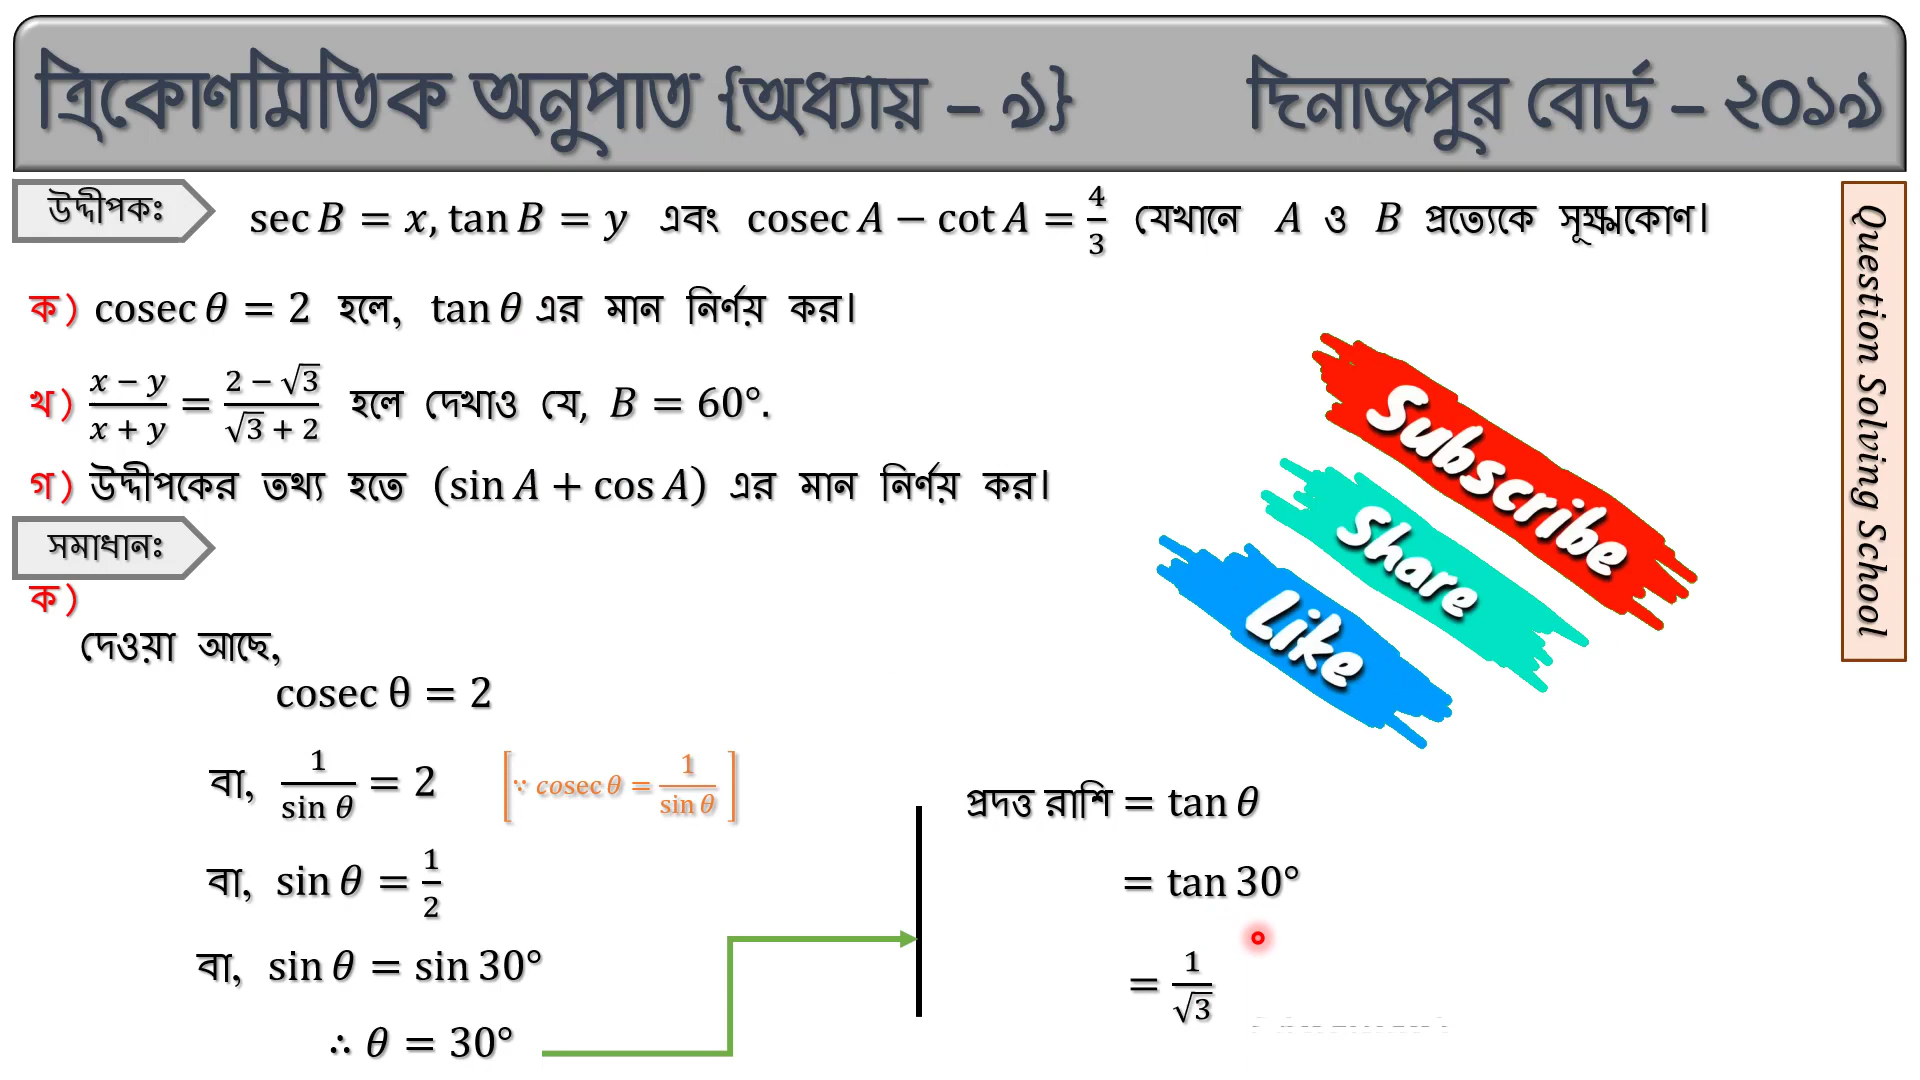 ত্রিকোণমিতিক অনুপাত {অধ্যায় – ৯} দিনাজপুর বোর্ড – ২০১৯
উদ্দীপকঃ sec B = x, tan B = y এবং cosec A − cot A = 4/3 যেখানে A ও B প্রত্যেকে সূক্ষ্মকোণ।
ক) cosec θ = 2 হলে, tan θ এর মান নির্ণয় কর।
খ) (x − y)/(x + y) = (2 − √3)/(√3 + 2) হলে দেখাও যে, B = 60°.
গ) উদ্দীপকের তথ্য হতে (sin A + cos A) এর মান নির্ণয় কর।
সমাধানঃ
ক)
দেওয়া আছে,
cosec θ = 2
বা, 1/sin θ = 2 [∵ cosec θ = 1/sin θ]
বা, sin θ = 1/2
বা, sin θ = sin 30°
∴ θ = 30°
প্রদত্ত রাশি = tan θ
= tan 30°
= 1/√3
Subscribe
Share
Like
Question Solving School